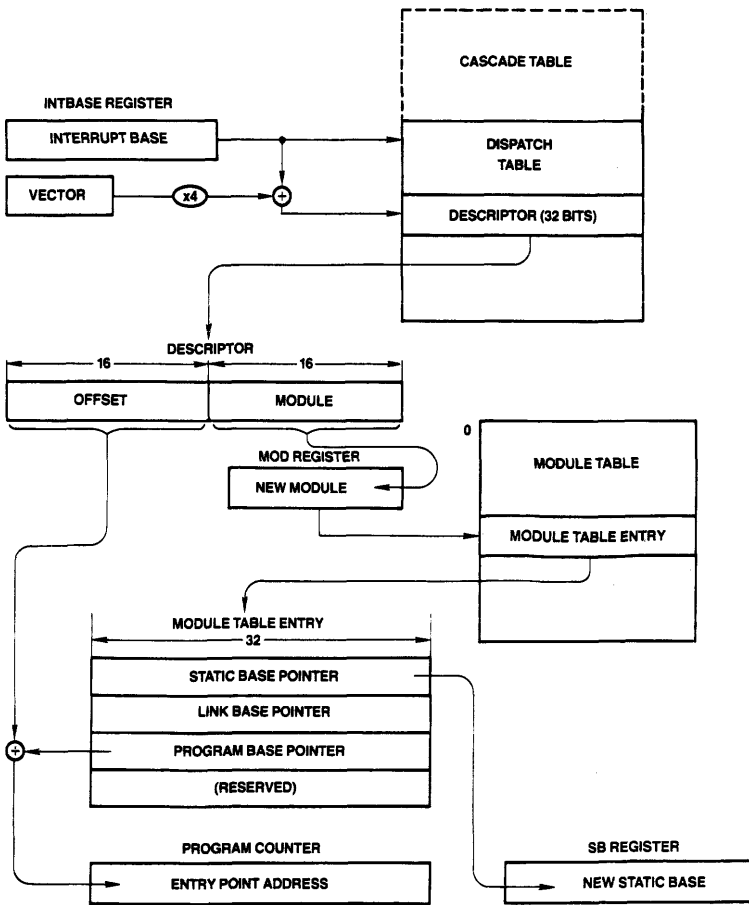 CASCADE TABLE
INTBASE REGISTER
INTERRUPT BASE
DISPATCH
TABLE
VECTOR
x4
+
DESCRIPTOR (32 BITS)
DESCRIPTOR
16
16
OFFSET
MODULE
0
MOD REGISTER
MODULE TABLE
NEW MODULE
MODULE TABLE ENTRY
MODULE TABLE ENTRY
32
STATIC BASE POINTER
LINK BASE POINTER
+
PROGRAM BASE POINTER
(RESERVED)
PROGRAM COUNTER
SB REGISTER
ENTRY POINT ADDRESS
NEW STATIC BASE